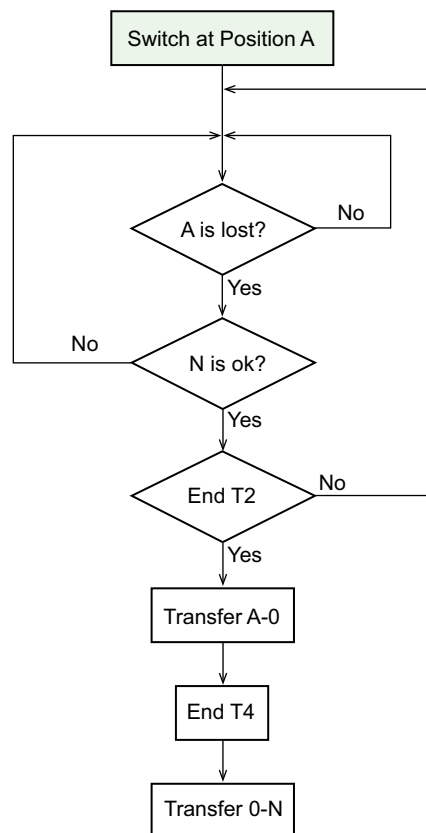 Switch at Position A
A is lost?
No
Yes
No
N is ok?
Yes
End T2
No
Yes
Transfer A-0
End T4
Transfer 0-N